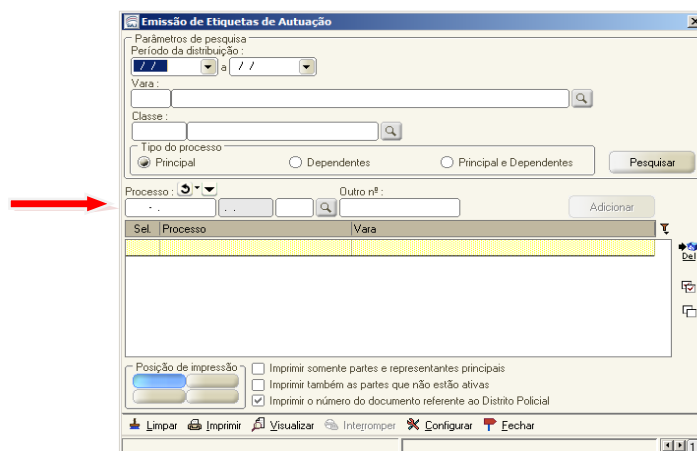 Emissão de Etiquetas de Autuação
Parâmetros de pesquisa
Período da distribuição :
/ / a / /
Vara :
Classe :
Tipo do processo
Principal Dependentes Principal e Dependentes Pesquisar
Processo : Outro nº :
- . . . Adicionar
Sel. Processo Vara
Del
Posição de impressão Imprimir somente partes e representantes principais
Imprimir também as partes que não estão ativas
Imprimir o número do documento referente ao Distrito Policial
Limpar Imprimir Visualizar Interromper Configurar Fechar
1